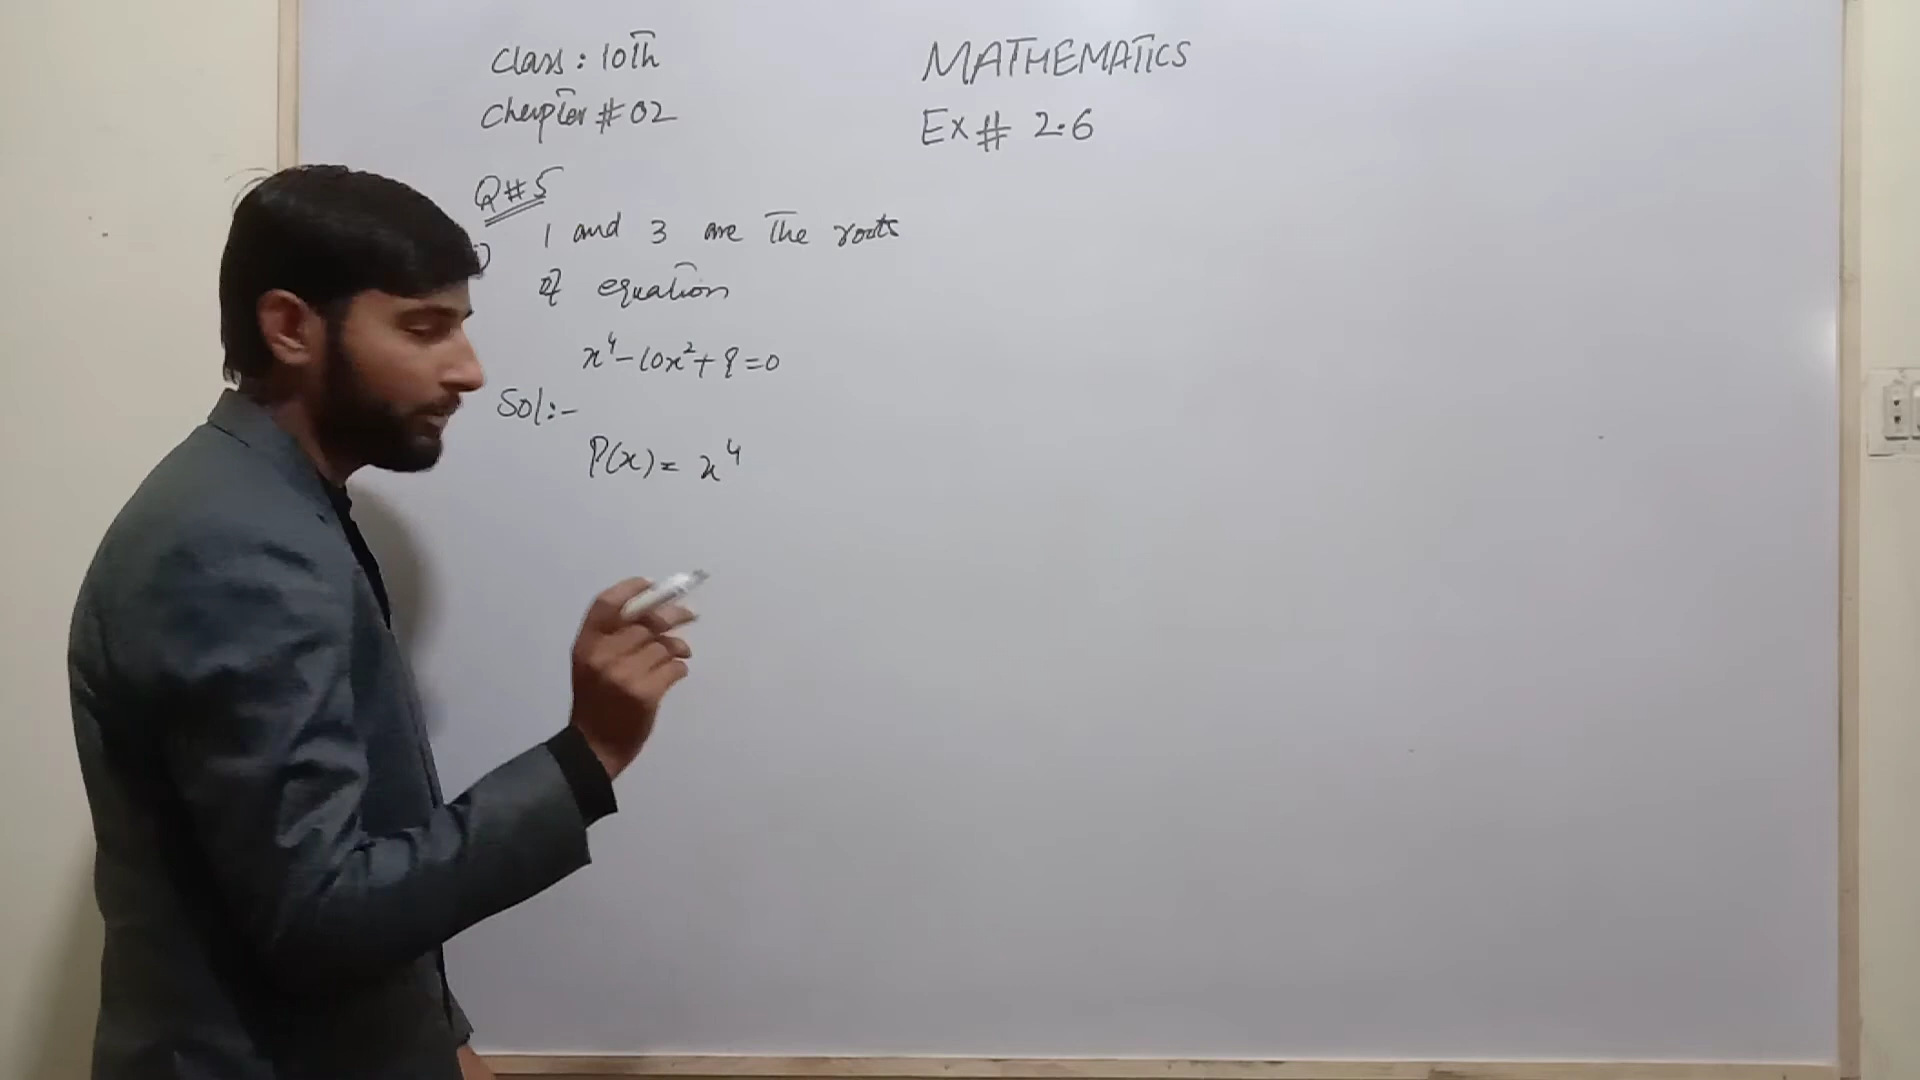 Class: 10th
Chapter # 02
MATHEMATICS
Ex# 2.6
Q#5
1 and 3 are the roots
of equation
x⁴-10x²+9=0
Sol:-
P(x)= x⁴